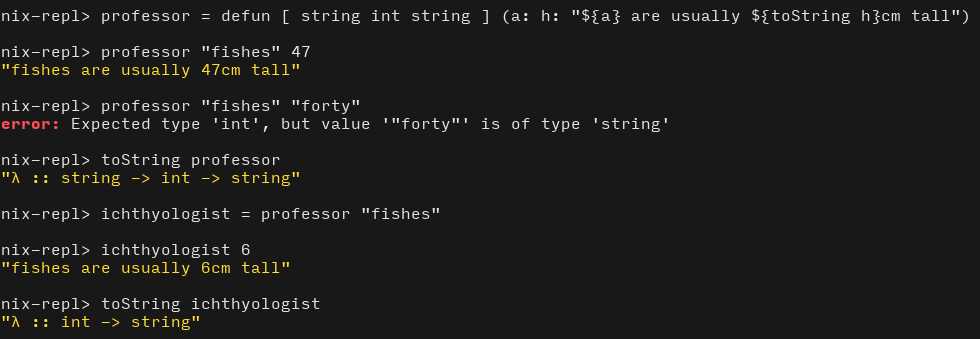 nix-repl> professor = defun [ string int string ] (a: h: "${a} are usually ${toString h}cm tall")
nix-repl> professor "fishes" 47
"fishes are usually 47cm tall"
nix-repl> professor "fishes" "forty"
error: Expected type 'int', but value '"forty"' is of type 'string'
nix-repl> toString professor
"λ :: string -> int -> string"
nix-repl> ichthyologist = professor "fishes"
nix-repl> ichthyologist 6
"fishes are usually 6cm tall"
nix-repl> toString ichthyologist
"λ :: int -> string"